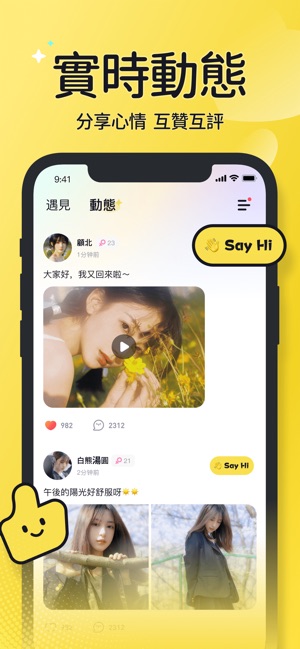 實時動態
分享心情 互贊互評
9:41
遇見 動態
顧北 23
1分钟前
👋 Say Hi
大家好，我又回來啦～
982 2312
白熊湯圓 21
2分钟前
👋 Say Hi
午後的陽光好舒服呀😊😊
2312